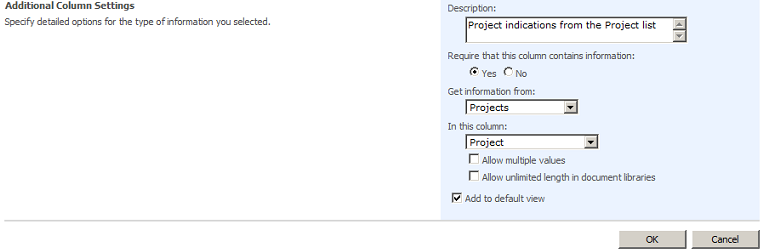 Additional Column Settings
Specify detailed options for the type of information you selected.
Description:
Project indications from the Project list
Require that this column contains information:
Yes No
Get information from:
Projects
In this column:
Project
Allow multiple values
Allow unlimited length in document libraries
Add to default view
OK Cancel